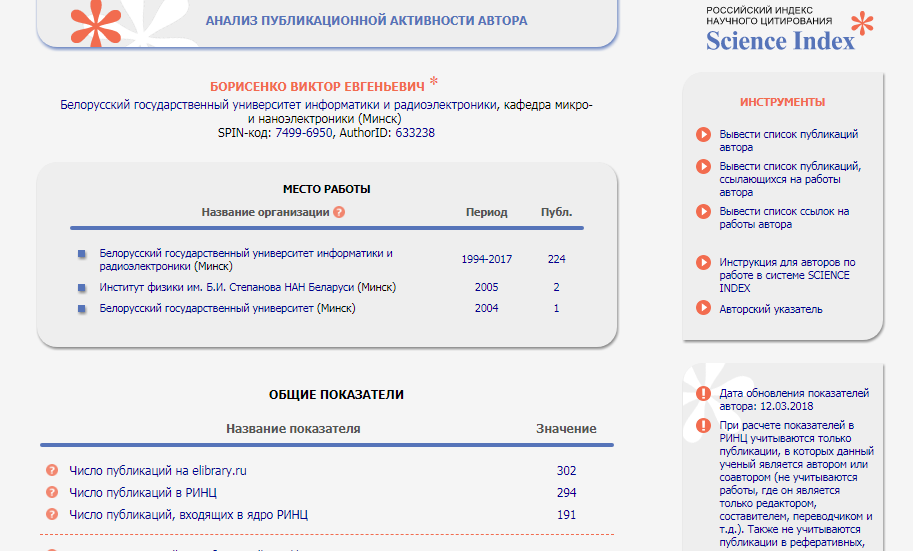 АНАЛИЗ ПУБЛИКАЦИОННОЙ АКТИВНОСТИ АВТОРА
РОССИЙСКИЙ ИНДЕКС
НАУЧНОГО ЦИТИРОВАНИЯ
Science Index
БОРИСЕНКО ВИКТОР ЕВГЕНЬЕВИЧ *
Белорусский государственный университет информатики и радиоэлектроники, кафедра микро-
и наноэлектроники (Минск)
SPIN-код: 7499-6950, AuthorID: 633238
МЕСТО РАБОТЫ
Название организации ? Период Публ.
Белорусский государственный университет информатики и
радиоэлектроники (Минск) 1994-2017 224
Институт физики им. Б.И. Степанова НАН Беларуси (Минск) 2005 2
Белорусский государственный университет (Минск) 2004 1
ОБЩИЕ ПОКАЗАТЕЛИ
Название показателя Значение
? Число публикаций на elibrary.ru 302
? Число публикаций в РИНЦ 294
? Число публикаций, входящих в ядро РИНЦ 191
ИНСТРУМЕНТЫ
Вывести список публикаций
автора
Вывести список публикаций,
ссылающихся на работы
автора
Вывести список ссылок на
работы автора
Инструкция для авторов по
работе в системе SCIENCE
INDEX
Авторский указатель
! Дата обновления показателей
автора: 12.03.2018
! При расчете показателей в
РИНЦ учитываются только
публикации, в которых данный
ученый является автором или
соавтором (не учитываются
работы, где он является
только редактором,
составителем, переводчиком и
т.д.). Также не учитываются
публикации в реферативных,